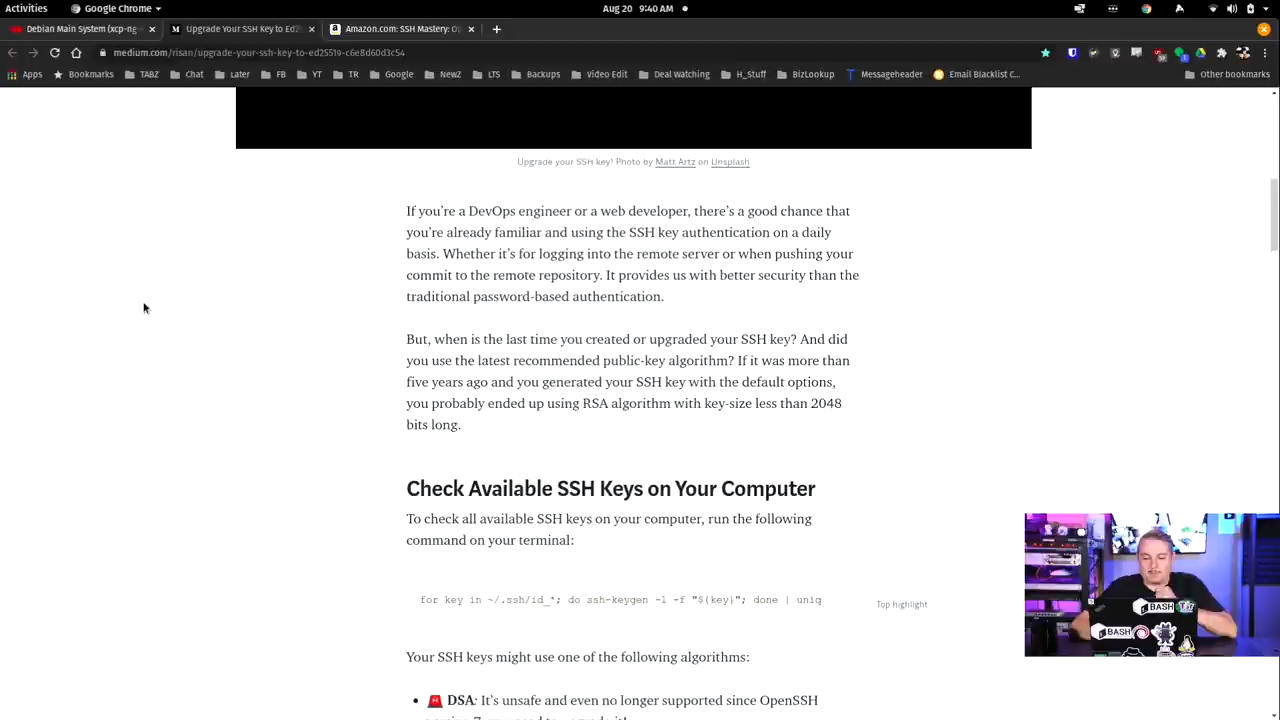 Activities
Google Chrome
Aug 20 9:40 AM
Debian Main System (xcp-ng
Upgrade Your SSH Key to Ed2
Amazon.com: SSH Mastery: O
medium.com/risan/upgrade-your-ssh-key-to-ed25519-c6e8d60d3c54
Apps Bookmarks TABZ Chat Later FB YT TR Google NewZ LTS Backups Video Edit Deal Watching H_Stuff BizLookup Messageheader Email Blacklist C... Other bookmarks
Upgrade your SSH key! Photo by Matt Artz on Unsplash
If you're a DevOps engineer or a web developer, there's a good chance that
you're already familiar and using the SSH key authentication on a daily
basis. Whether it's for logging into the remote server or when pushing your
commit to the remote repository. It provides us with better security than the
traditional password-based authentication.
But, when is the last time you created or upgraded your SSH key? And did
you use the latest recommended public-key algorithm? If it was more than
five years ago and you generated your SSH key with the default options,
you probably ended up using RSA algorithm with key-size less than 2048
bits long.
Check Available SSH Keys on Your Computer
To check all available SSH keys on your computer, run the following
command on your terminal:
for key in ~/.ssh/id_*; do ssh-keygen -l -f "${key}"; done | uniq
Top highlight
Your SSH keys might use one of the following algorithms:
• 🚨 DSA: It's unsafe and even no longer supported since OpenSSH
BASH
BASH